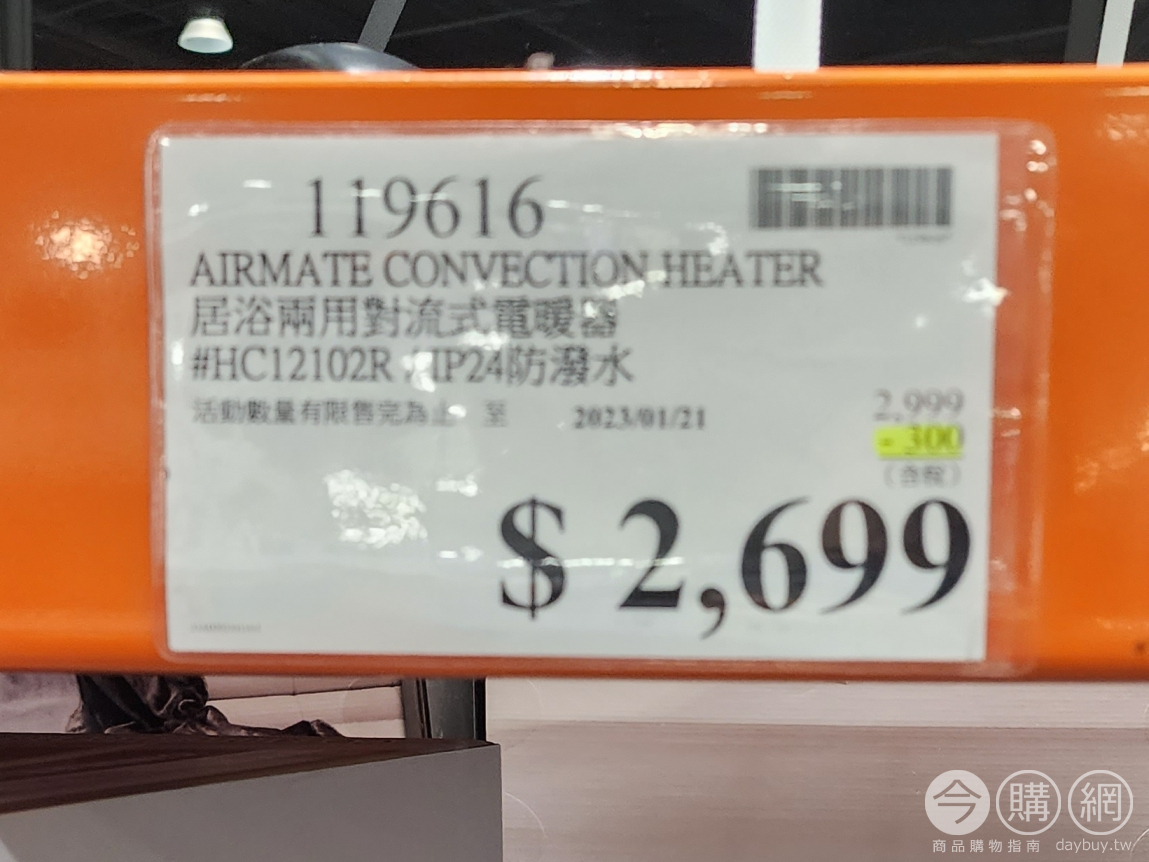 119616
AIRMATE CONVECTION HEATER
居浴兩用對流式電暖器
#HC12102R / IP24防潑水
活動數量有限售完為止 至 2023/01/21
2,999
- 300
(含稅)
$ 2,699
今購網
商品購物指南 daybuy.tw